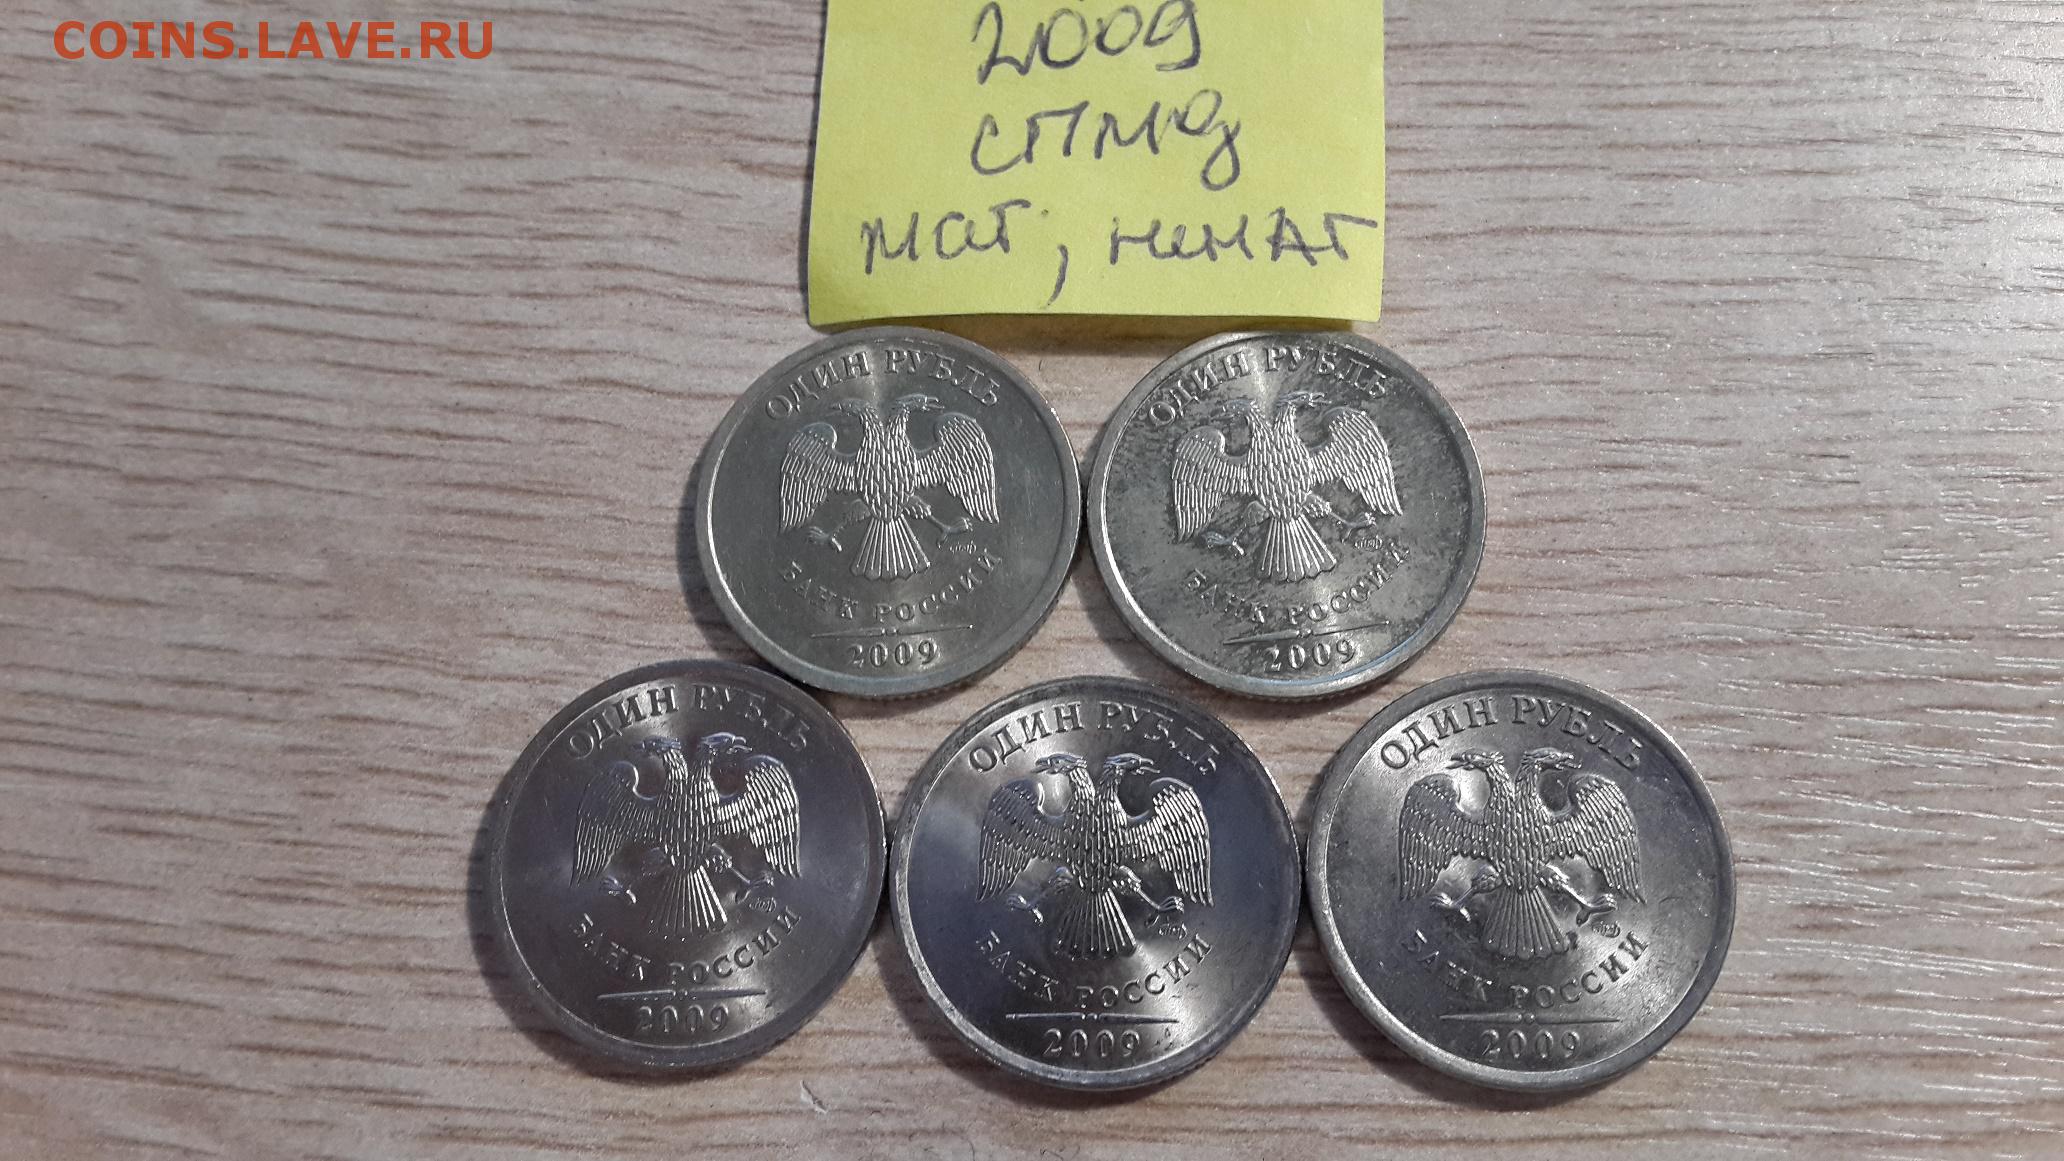 COINS.LAVE.RU
2009
СПМД
маг, немаг
ОДИН РУБЛЬ
БАНК РОССИИ
2009
ОДИН РУБЛЬ
БАНК РОССИИ
2009
ОДИН РУБЛЬ
БАНК РОССИИ
2009
ОДИН РУБЛЬ
БАНК РОССИИ
2009
ОДИН РУБЛЬ
БАНК РОССИИ
2009